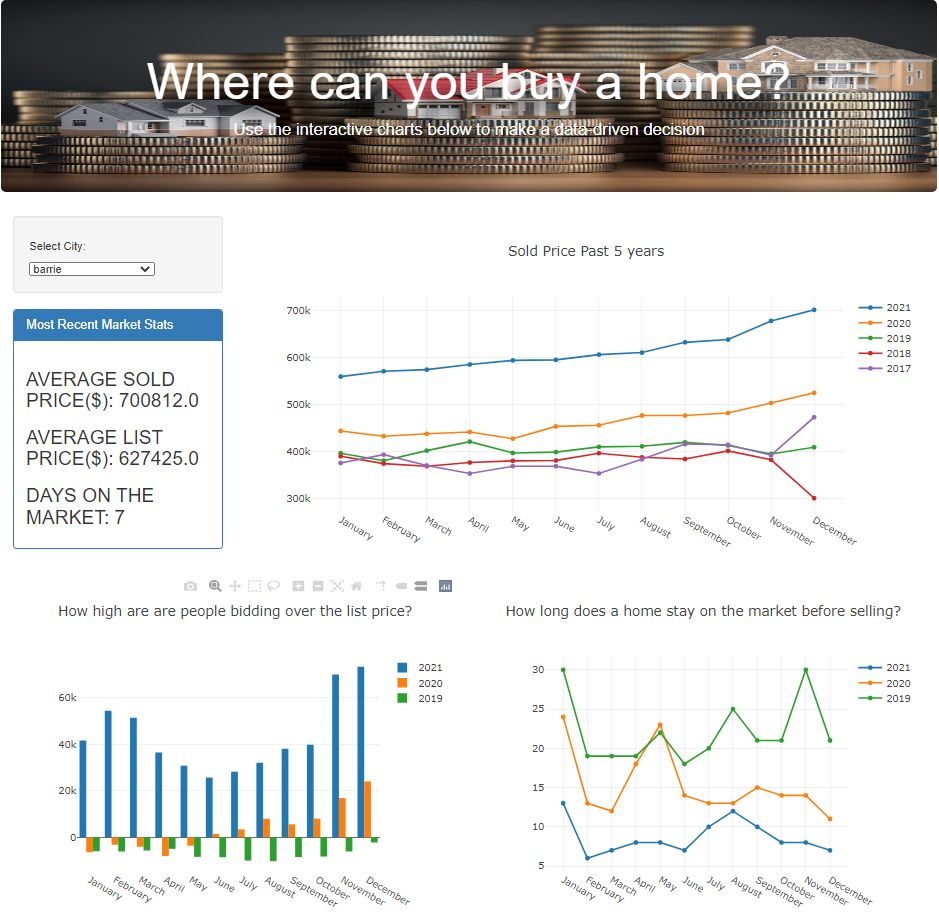 Where can you buy a home?
Use the interactive charts below to make a data-driven decision
Select City:
barrie
Most Recent Market Stats
AVERAGE SOLD
PRICE($): 700812.0
AVERAGE LIST
PRICE($): 627425.0
DAYS ON THE
MARKET: 7
Sold Price Past 5 years
700k
600k
500k
400k
300k
January
February
March
April
May
June
July
August
September
October
November
December
2021
2020
2019
2018
2017
How high are are people bidding over the list price?
60k
40k
20k
0
January
February
March
April
May
June
July
August
September
October
November
December
2021
2020
2019
How long does a home stay on the market before selling?
30
25
20
15
10
5
January
February
March
April
May
June
July
August
September
October
November
December
2021
2020
2019